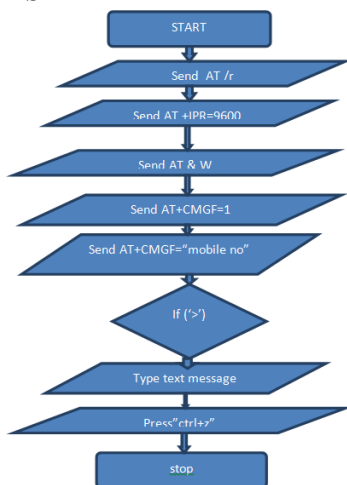 START
Send AT /r
Send AT +IPR=9600
Send AT & W
Send AT+CMGF=1
Send AT+CMGF=“mobile no”
If (‘>’)
Type text message
Press”ctrl+z”
stop